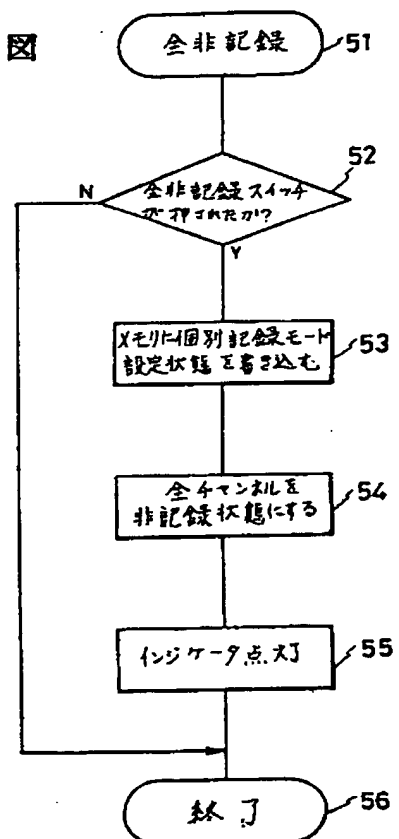 図
全非記録
51
52
N
全非記録スイッチ
が押されたか?
Y
メモリに個別記録モード
設定状態を書き込む
53
全チャンネルを
非記録状態にする
54
インジケータ点灯
55
終了
56